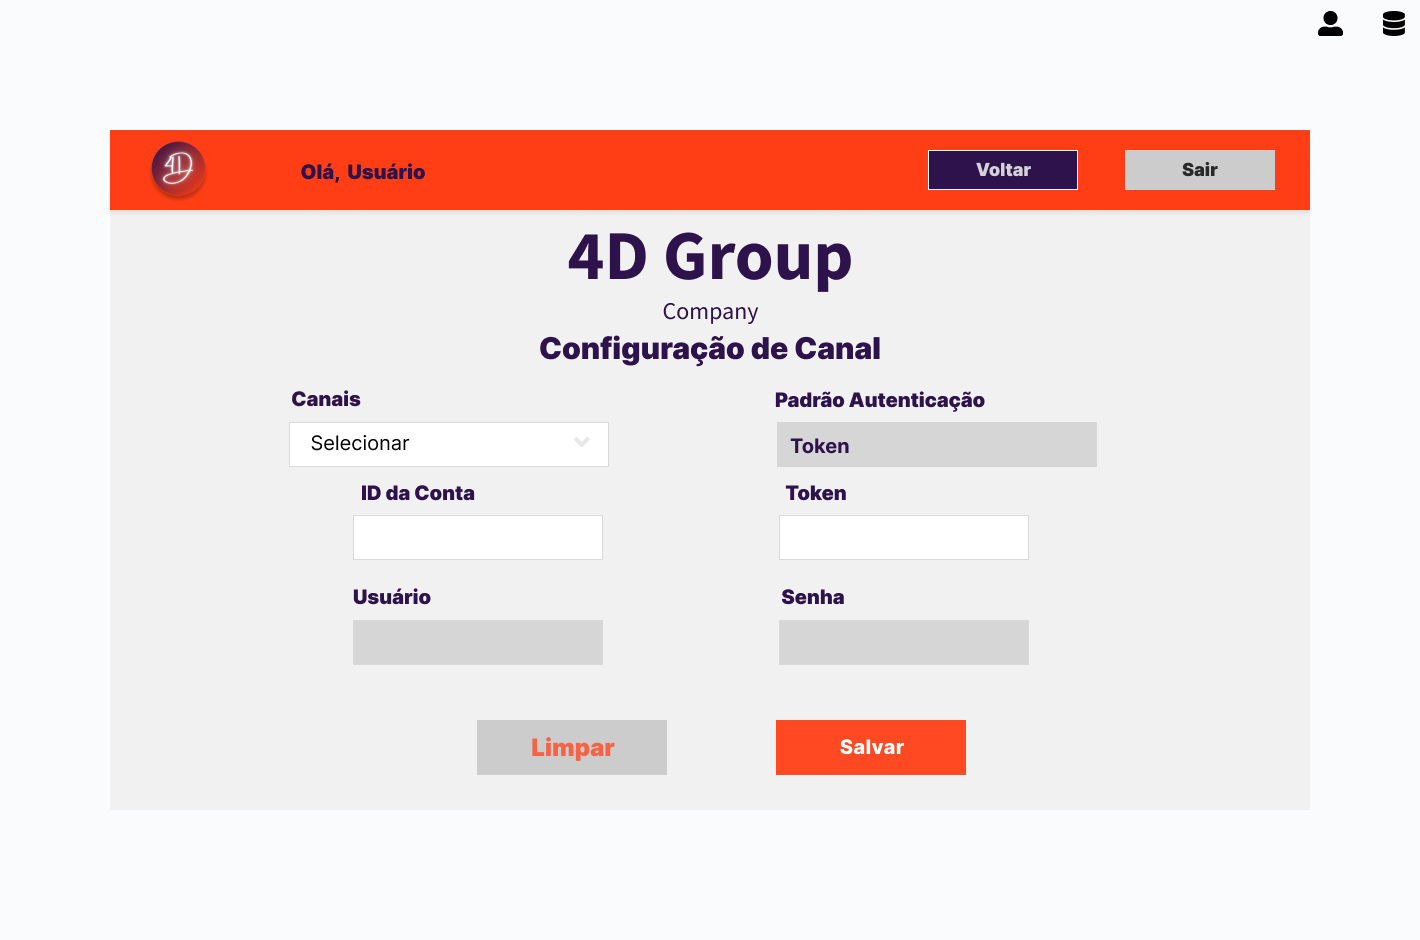 4D
Olá, Usuário
Voltar
Sair
4D Group
Company
Configuração de Canal
Canais
Padrão Autenticação
Selecionar
Token
ID da Conta
Token
Usuário
Senha
Limpar
Salvar